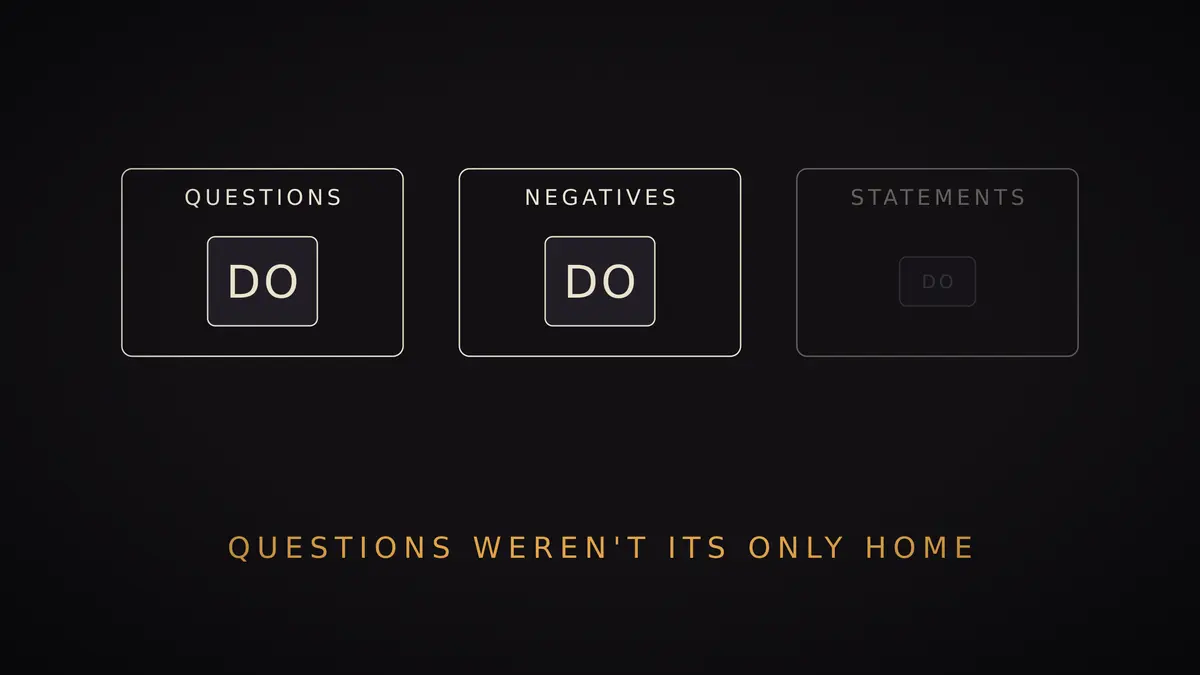 QUESTIONS
DO
NEGATIVES
DO
STATEMENTS
DO
QUESTIONS WEREN'T ITS ONLY HOME